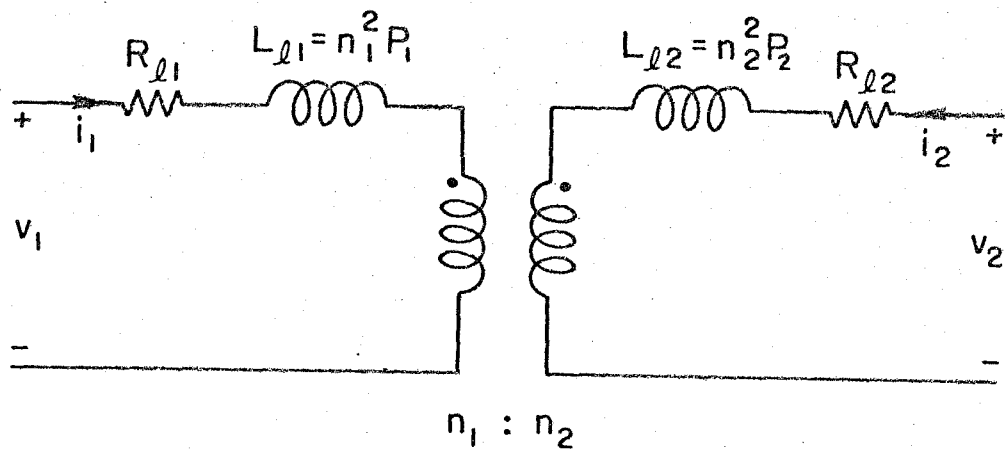 R_ℓ1 L_ℓ1 = n_1^2 P_1 L_ℓ2 = n_2^2 P_2 R_ℓ2
+ i_1 i_2 +
v_1 v_2
− −
n_1 : n_2